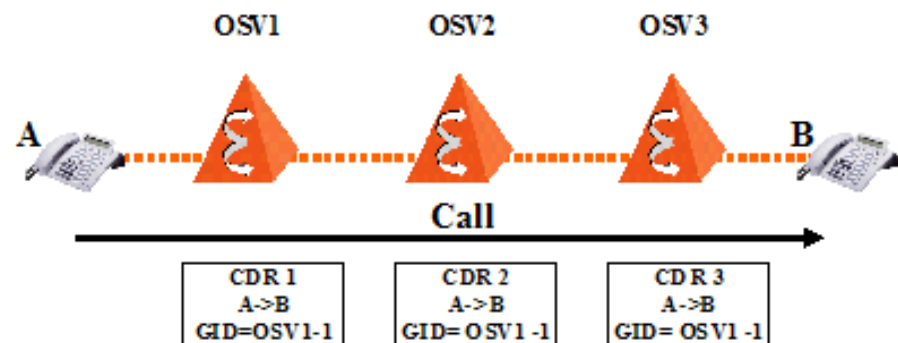 OSV1 OSV2 OSV3
A B
Call
CDR 1
A->B
GID=OSV1-1
CDR 2
A->B
GID= OSV1 -1
CDR 3
A->B
GID= OSV1 -1